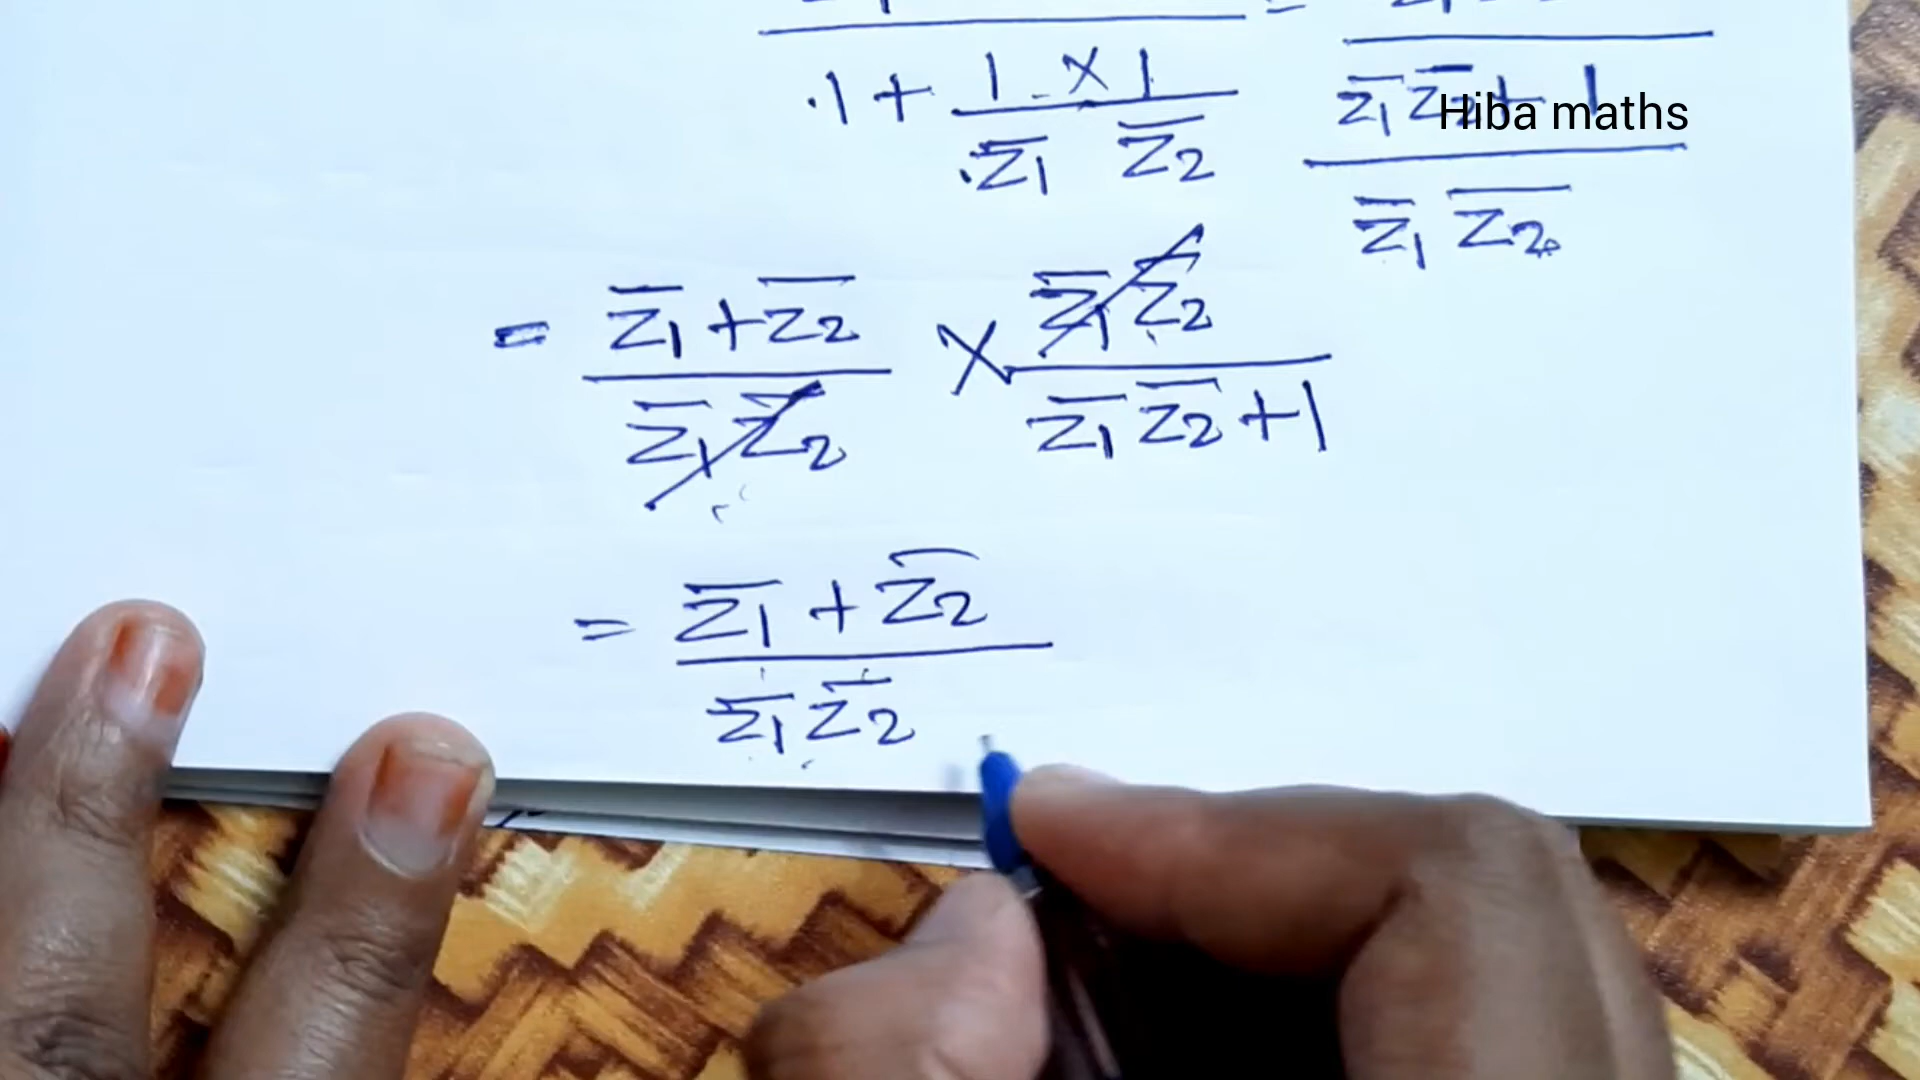 1 + 1 × 1 / z̅₁ z̅₂ = z̅₁ z̅₂ + 1 / z̅₁ z̅₂
Hiba maths
= z̅₁ + z̅₂ / z̅₁ z̅₂ × z̅₁ z̅₂ / z̅₁ z̅₂ + 1
= z̅₁ + z̅₂ / z̅₁ z̅₂